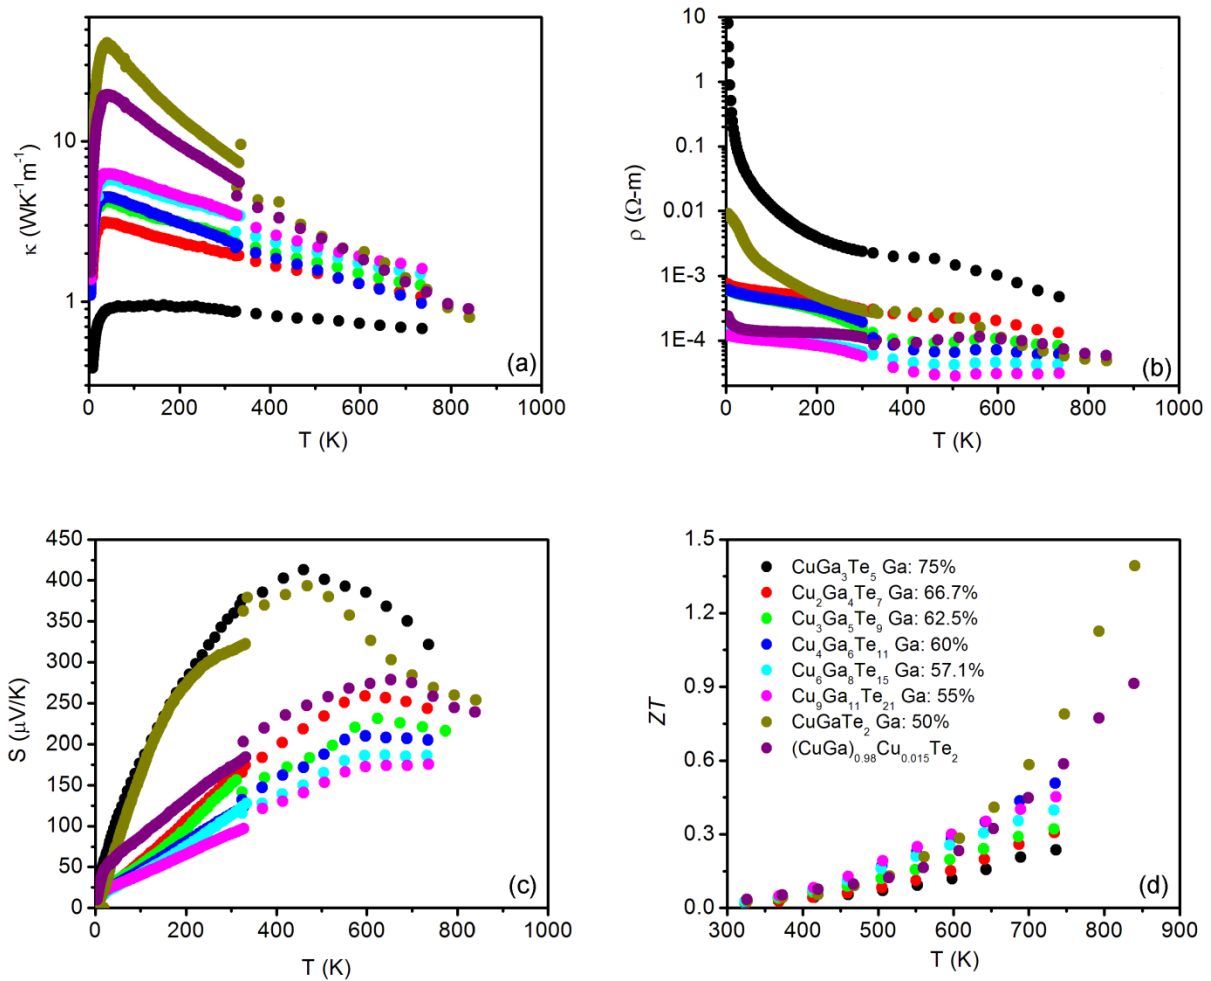 10
1
κ (WK⁻¹m⁻¹)
0 200 400 600 800 1000
T (K)
(a)
10
1
0.1
0.01
1E-3
1E-4
ρ (Ω-m)
0 200 400 600 800 1000
T (K)
(b)
450
400
350
300
250
200
150
100
50
0
S (μV/K)
0 200 400 600 800 1000
T (K)
(c)
1.5
1.2
0.9
0.6
0.3
0.0
ZT
CuGa₃Te₅ Ga: 75%
Cu₂Ga₄Te₇ Ga: 66.7%
Cu₃Ga₅Te₉ Ga: 62.5%
Cu₄Ga₆Te₁₁ Ga: 60%
Cu₆Ga₈Te₁₅ Ga: 57.1%
Cu₉Ga₁₁Te₂₁ Ga: 55%
CuGaTe₂ Ga: 50%
(CuGa)₀.₉₈Cu₀.₀₁₅Te₂
300 400 500 600 700 800 900
T (K)
(d)